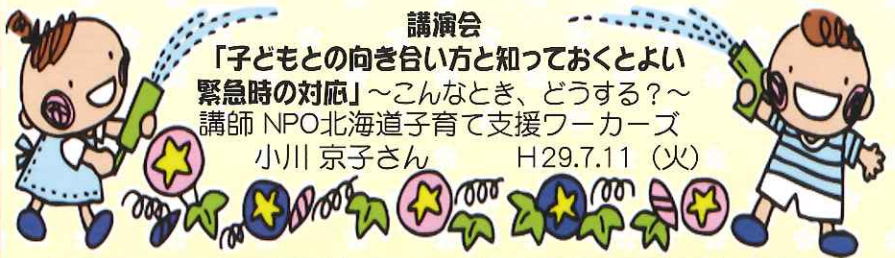 講演会
「子どもとの向き合い方と知っておくとよい
緊急時の対応」～こんなとき、どうする？～
講師 NPO北海道子育て支援ワーカーズ
小川 京子さん　　　H29.7.11（火）